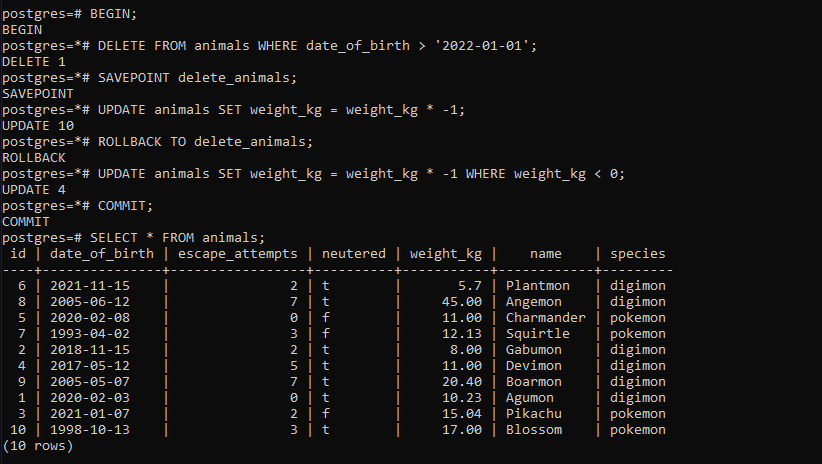 postgres=# BEGIN;
BEGIN
postgres=*# DELETE FROM animals WHERE date_of_birth > '2022-01-01';
DELETE 1
postgres=*# SAVEPOINT delete_animals;
SAVEPOINT
postgres=*# UPDATE animals SET weight_kg = weight_kg * -1;
UPDATE 10
postgres=*# ROLLBACK TO delete_animals;
ROLLBACK
postgres=*# UPDATE animals SET weight_kg = weight_kg * -1 WHERE weight_kg < 0;
UPDATE 4
postgres=*# COMMIT;
COMMIT
postgres=# SELECT * FROM animals;
 id | date_of_birth | escape_attempts | neutered | weight_kg |    name    | species
----+---------------+-----------------+----------+-----------+------------+---------
  6 | 2021-11-15    |               2 | t        |       5.7 | Plantmon   | digimon
  8 | 2005-06-12    |               7 | t        |     45.00 | Angemon    | digimon
  5 | 2020-02-08    |               0 | f        |     11.00 | Charmander | pokemon
  7 | 1993-04-02    |               3 | f        |     12.13 | Squirtle   | pokemon
  2 | 2018-11-15    |               2 | t        |      8.00 | Gabumon    | digimon
  4 | 2017-05-12    |               5 | t        |     11.00 | Devimon    | digimon
  9 | 2005-05-07    |               7 | t        |     20.40 | Boarmon    | digimon
  1 | 2020-02-03    |               0 | t        |     10.23 | Agumon     | digimon
  3 | 2021-01-07    |               2 | f        |     15.04 | Pikachu    | pokemon
 10 | 1998-10-13    |               3 | t        |     17.00 | Blossom    | pokemon
(10 rows)